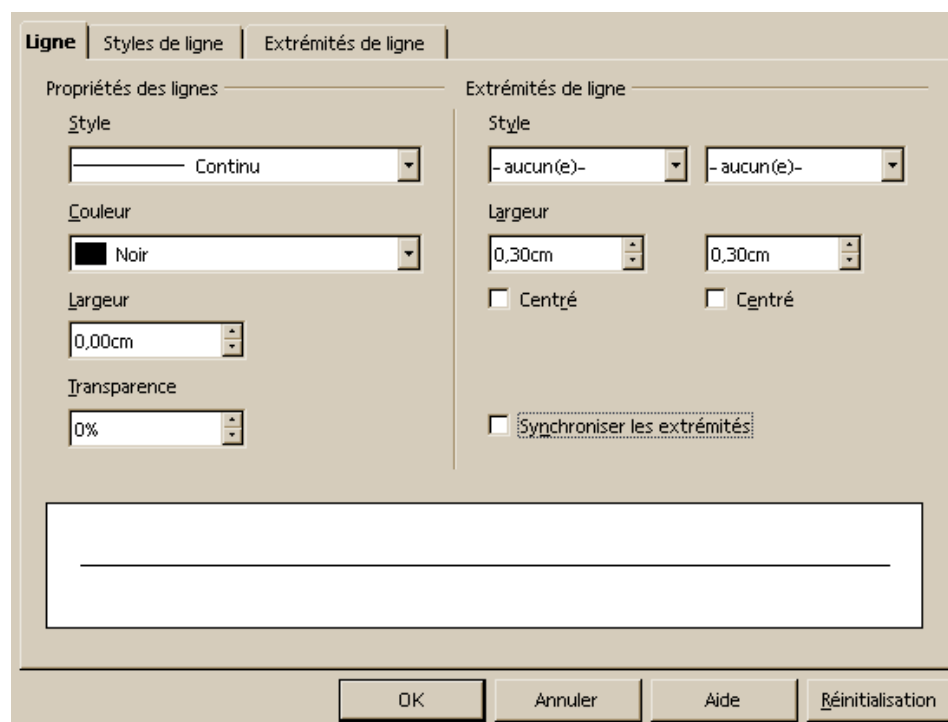 Ligne Styles de ligne Extrémités de ligne
Propriétés des lignes
Style
Continu
Couleur
Noir
Largeur
0,00cm
Transparence
0%
Extrémités de ligne
Style
- aucun(e)- - aucun(e)-
Largeur
0,30cm 0,30cm
Centré Centré
Synchroniser les extrémités
OK Annuler Aide Réinitialisation